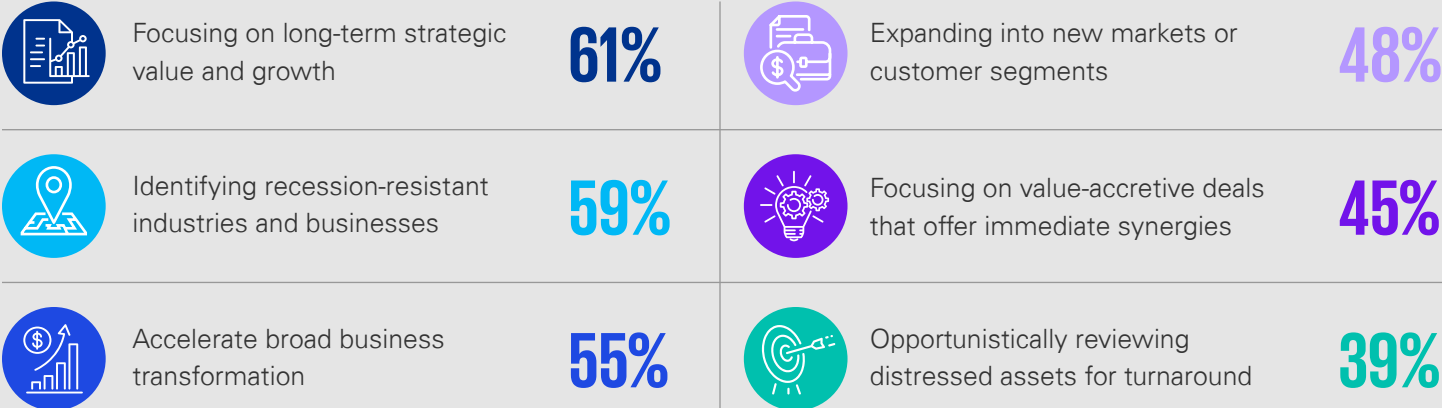 Focusing on long-term strategic
value and growth
61%
Identifying recession-resistant
industries and businesses
59%
Accelerate broad business
transformation
55%
Expanding into new markets or
customer segments
48%
Focusing on value-accretive deals
that offer immediate synergies
45%
Opportunistically reviewing
distressed assets for turnaround
39%